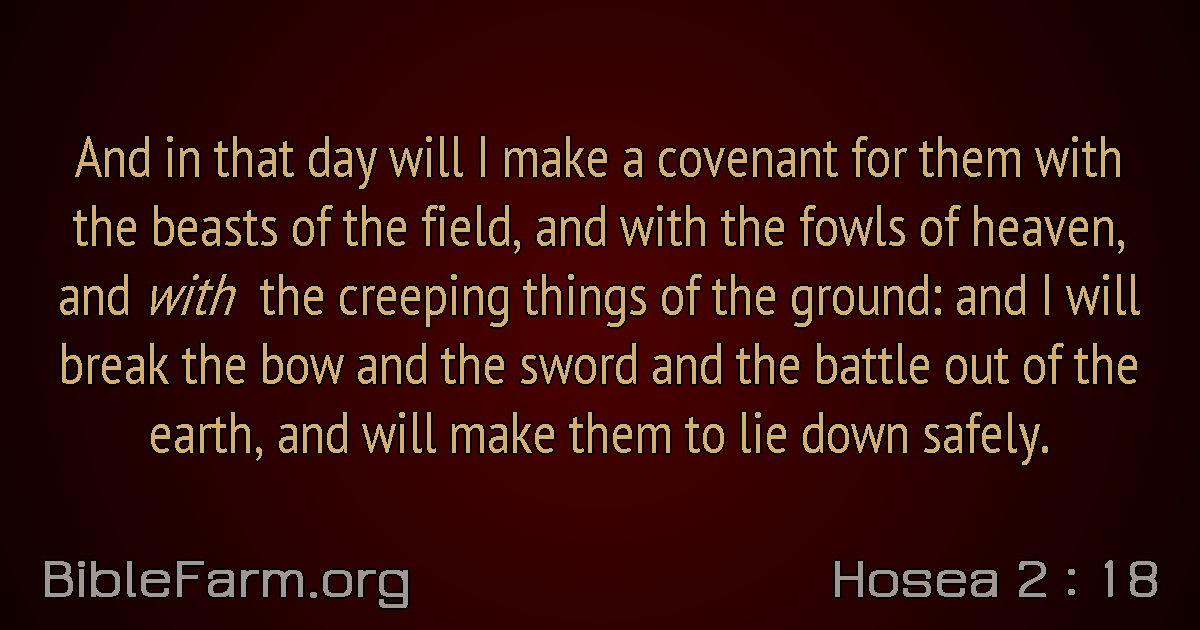 And in that day will I make a covenant for them with
the beasts of the field, and with the fowls of heaven,
and with the creeping things of the ground: and I will
break the bow and the sword and the battle out of the
earth, and will make them to lie down safely.
BibleFarm.org
Hosea 2 : 18